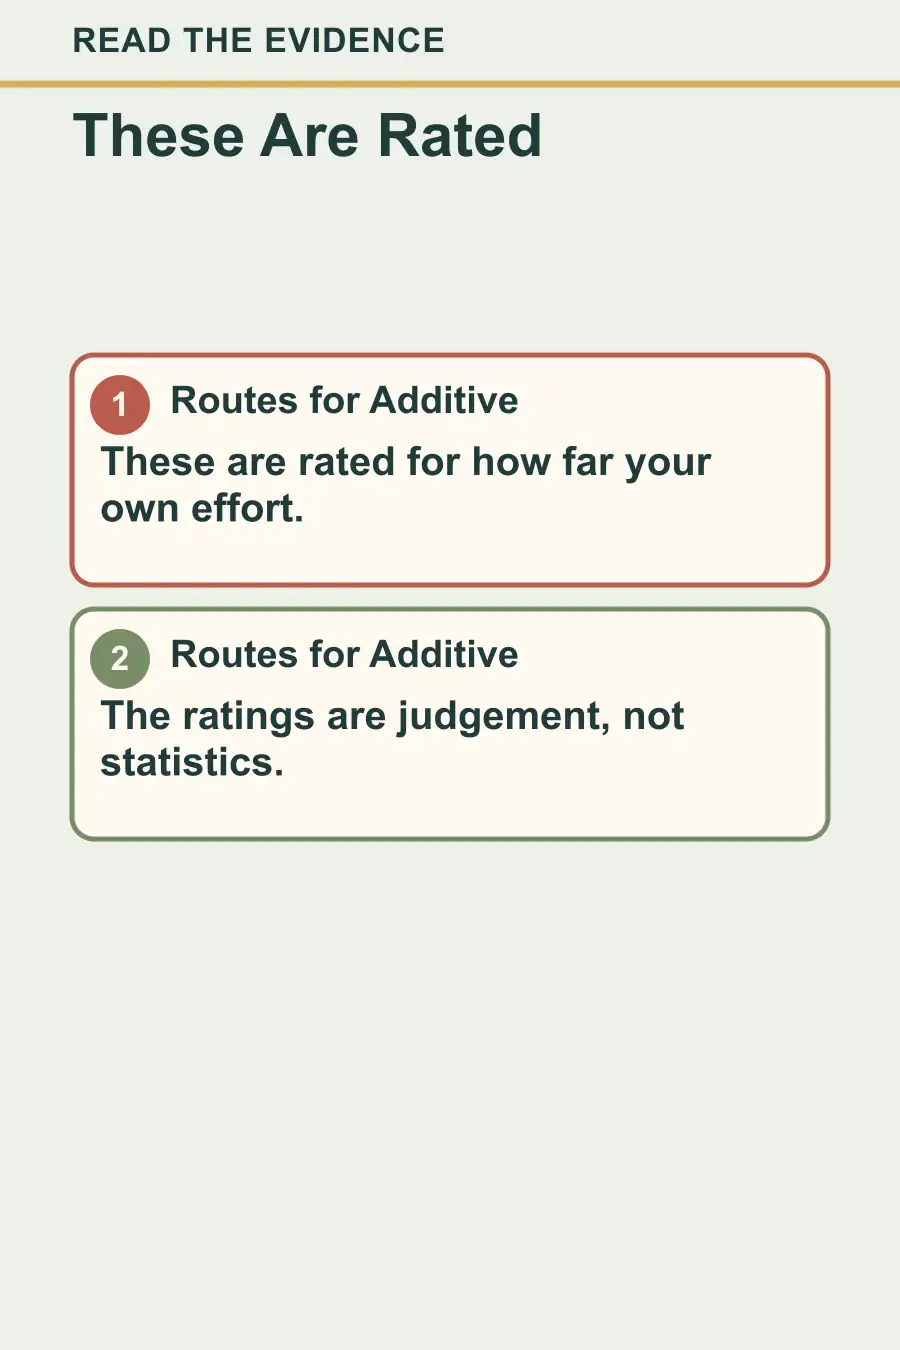 READ THE EVIDENCE
These Are Rated
1 Routes for Additive
These are rated for how far your
own effort.
2 Routes for Additive
The ratings are judgement, not
statistics.